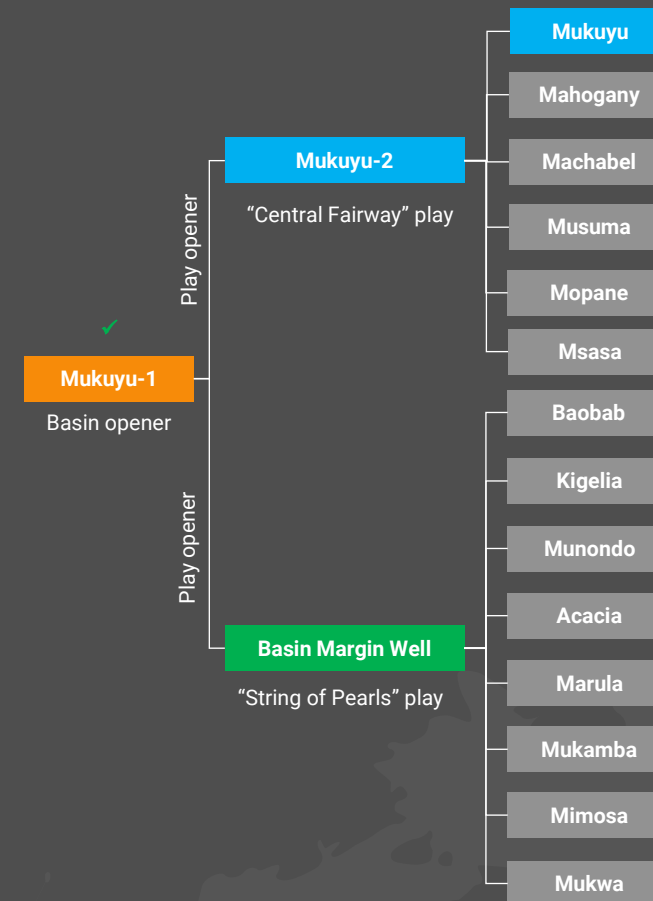 Mukuyu-1
Basin opener
Play opener
Mukuyu-2
“Central Fairway” play
Mukuyu
Mahogany
Machabel
Musuma
Mopane
Msasa
Play opener
Basin Margin Well
“String of Pearls” play
Baobab
Kigelia
Munondo
Acacia
Marula
Mukamba
Mimosa
Mukwa